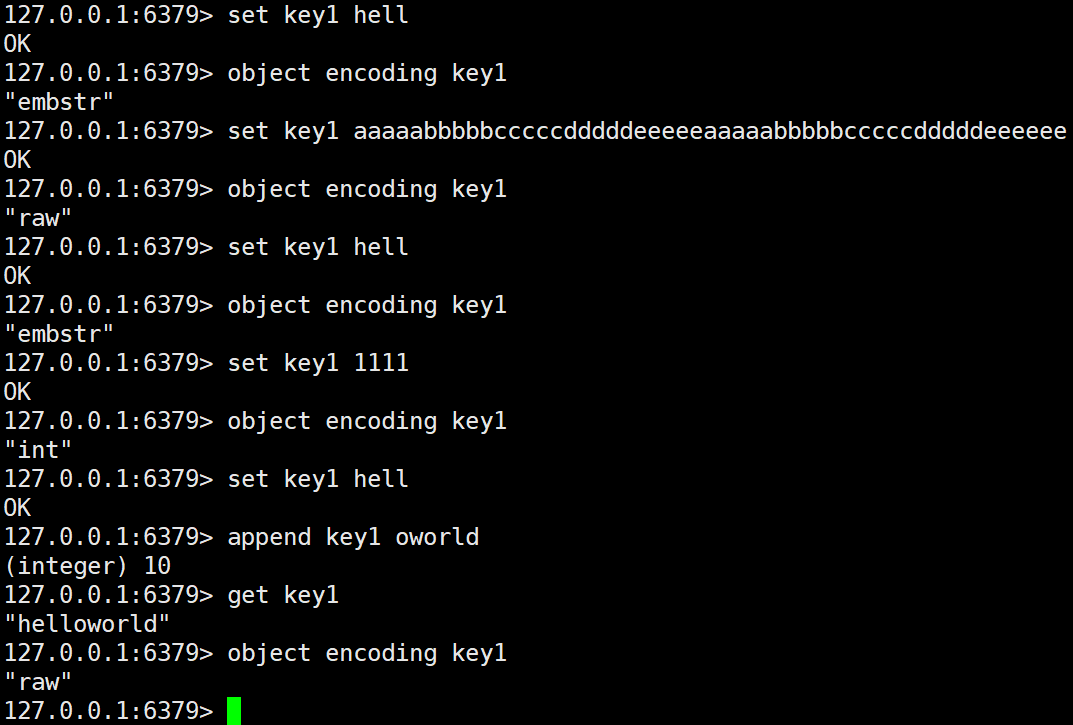 127.0.0.1:6379> set key1 hell
OK
127.0.0.1:6379> object encoding key1
"embstr"
127.0.0.1:6379> set key1 aaaaabbbbbcccccdddddeeeeeaaaaabbbbbcccccdddddeeeeee
OK
127.0.0.1:6379> object encoding key1
"raw"
127.0.0.1:6379> set key1 hell
OK
127.0.0.1:6379> object encoding key1
"embstr"
127.0.0.1:6379> set key1 1111
OK
127.0.0.1:6379> object encoding key1
"int"
127.0.0.1:6379> set key1 hell
OK
127.0.0.1:6379> append key1 oworld
(integer) 10
127.0.0.1:6379> get key1
"helloworld"
127.0.0.1:6379> object encoding key1
"raw"
127.0.0.1:6379>